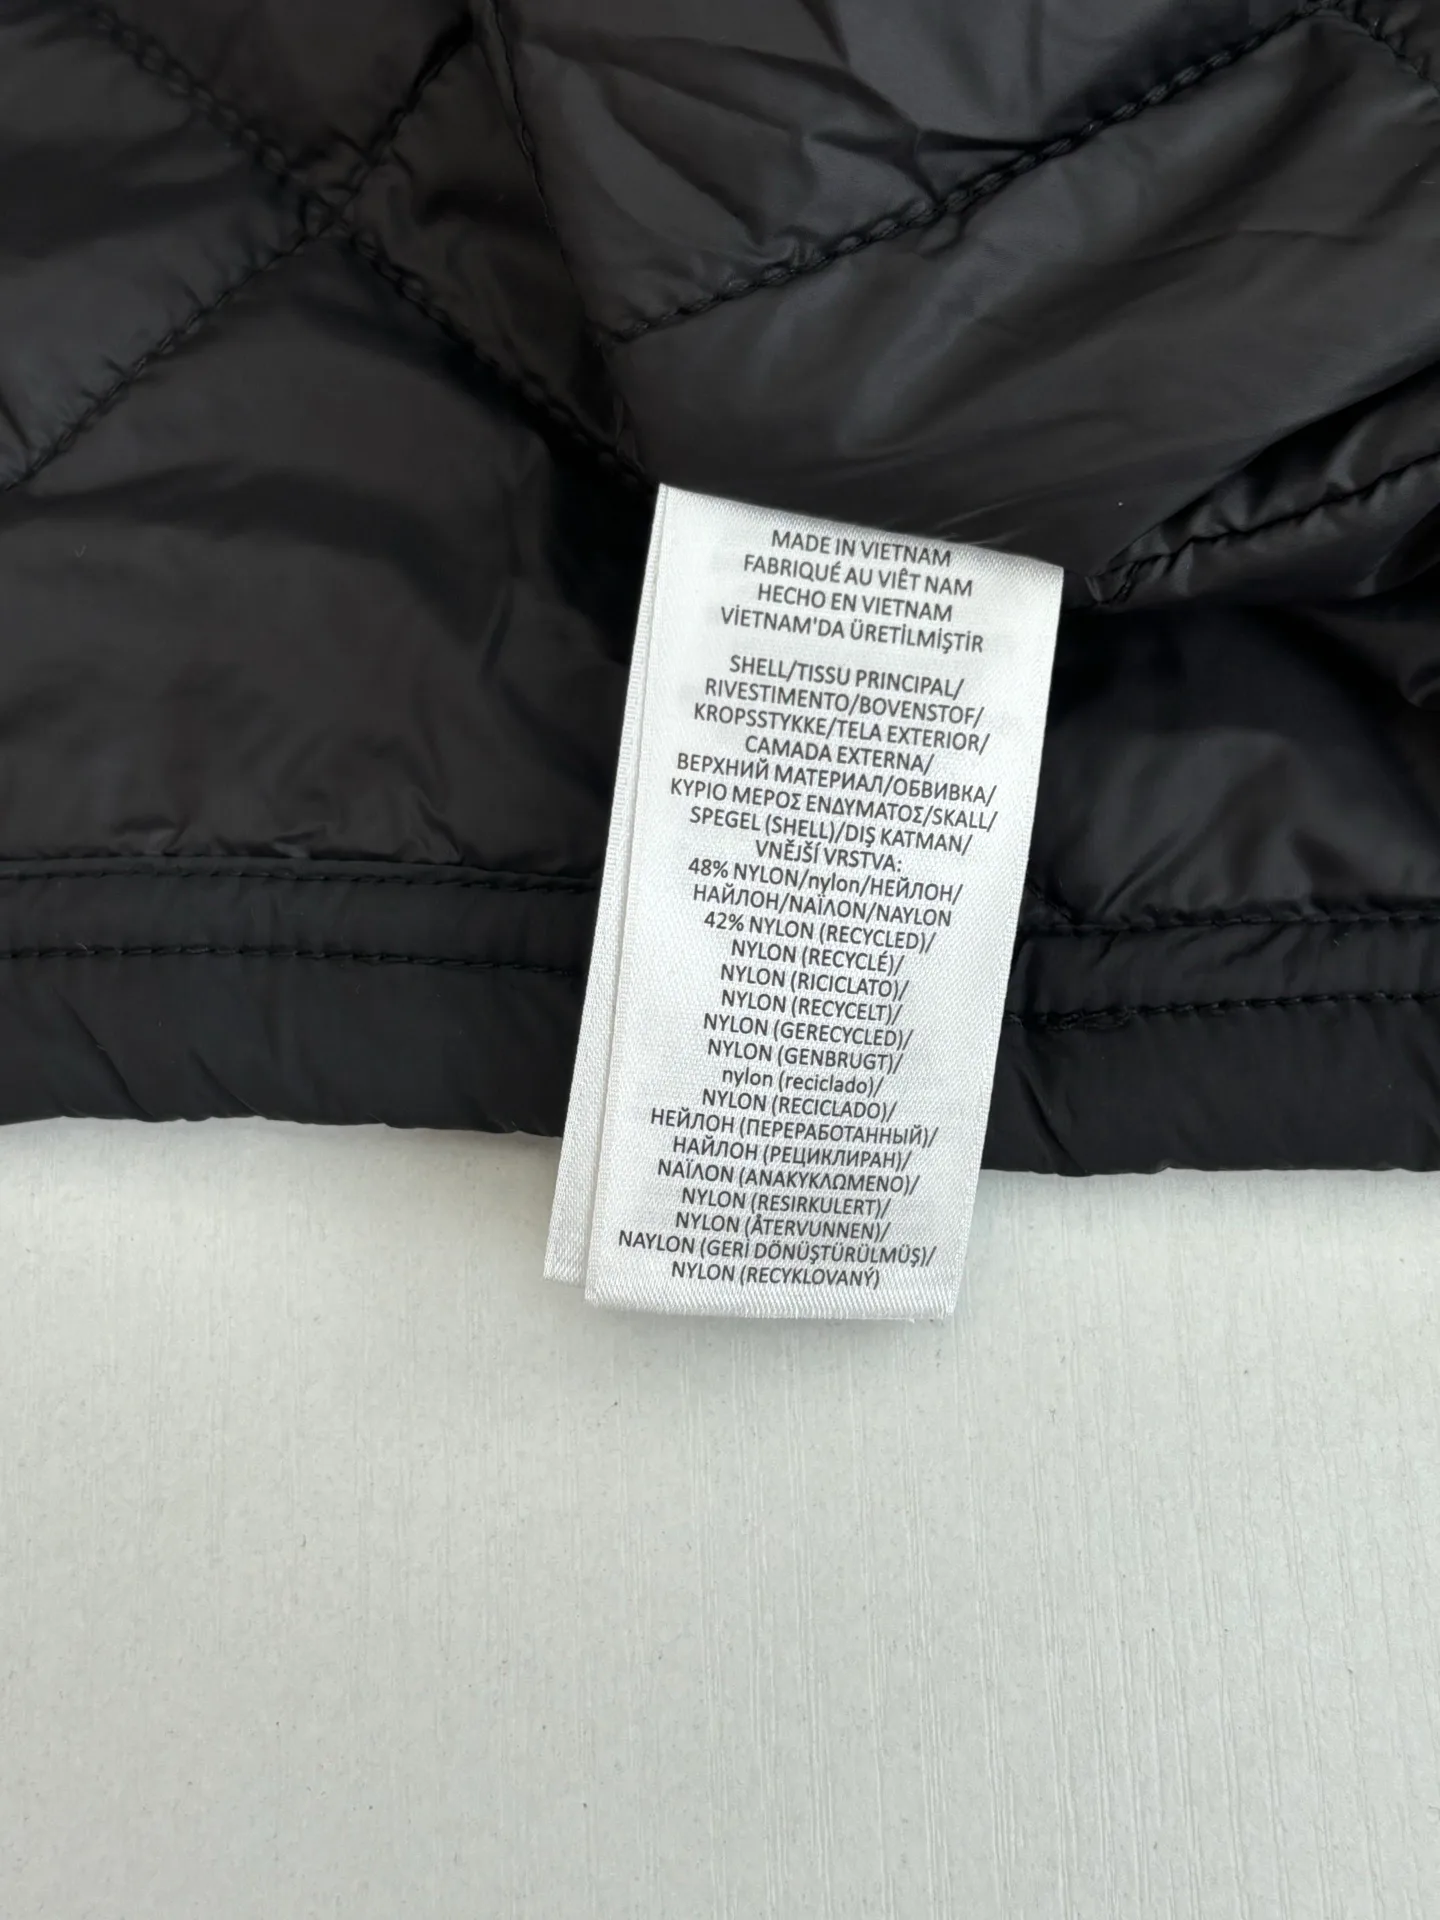 MADE IN VIETNAM
FABRIQUÉ AU VIÊT NAM
HECHO EN VIETNAM
VİETNAM'DA ÜRETİLMİŞTİR
SHELL/TISSU PRINCIPAL/
RIVESTIMENTO/BOVENSTOF/
KROPSSTYKKE/TELA EXTERIOR/
CAMADA EXTERNA/
ВЕРХНИЙ МАТЕРИАЛ/ОБВИВКА/
ΚΥΡΙΟ ΜΕΡΟΣ ΕΝΔΥΜΑΤΟΣ/SKALL/
SPEGEL (SHELL)/DIŞ KATMAN/
VNĚJŠÍ VRSTVA:
48% NYLON/nylon/НЕЙЛОН/
НАЙЛОН/ΝΑΪΛΟΝ/NAYLON
42% NYLON (RECYCLED)/
NYLON (RECYCLÉ)/
NYLON (RICICLATO)/
NYLON (RECYCELT)/
NYLON (GERECYCLED)/
NYLON (GENBRUGT)/
nylon (reciclado)/
NYLON (RECICLADO)/
НЕЙЛОН (ПЕРЕРАБОТАННЫЙ)/
НАЙЛОН (РЕЦИКЛИРАН)/
ΝΑΪΛΟΝ (ΑΝΑΚΥΚΛΩΜΕΝΟ)/
NYLON (RESIRKULERT)/
NYLON (ÅTERVUNNEN)/
NAYLON (GERİ DÖNÜŞTÜRÜLMÜŞ)/
NYLON (RECYKLOVANÝ)